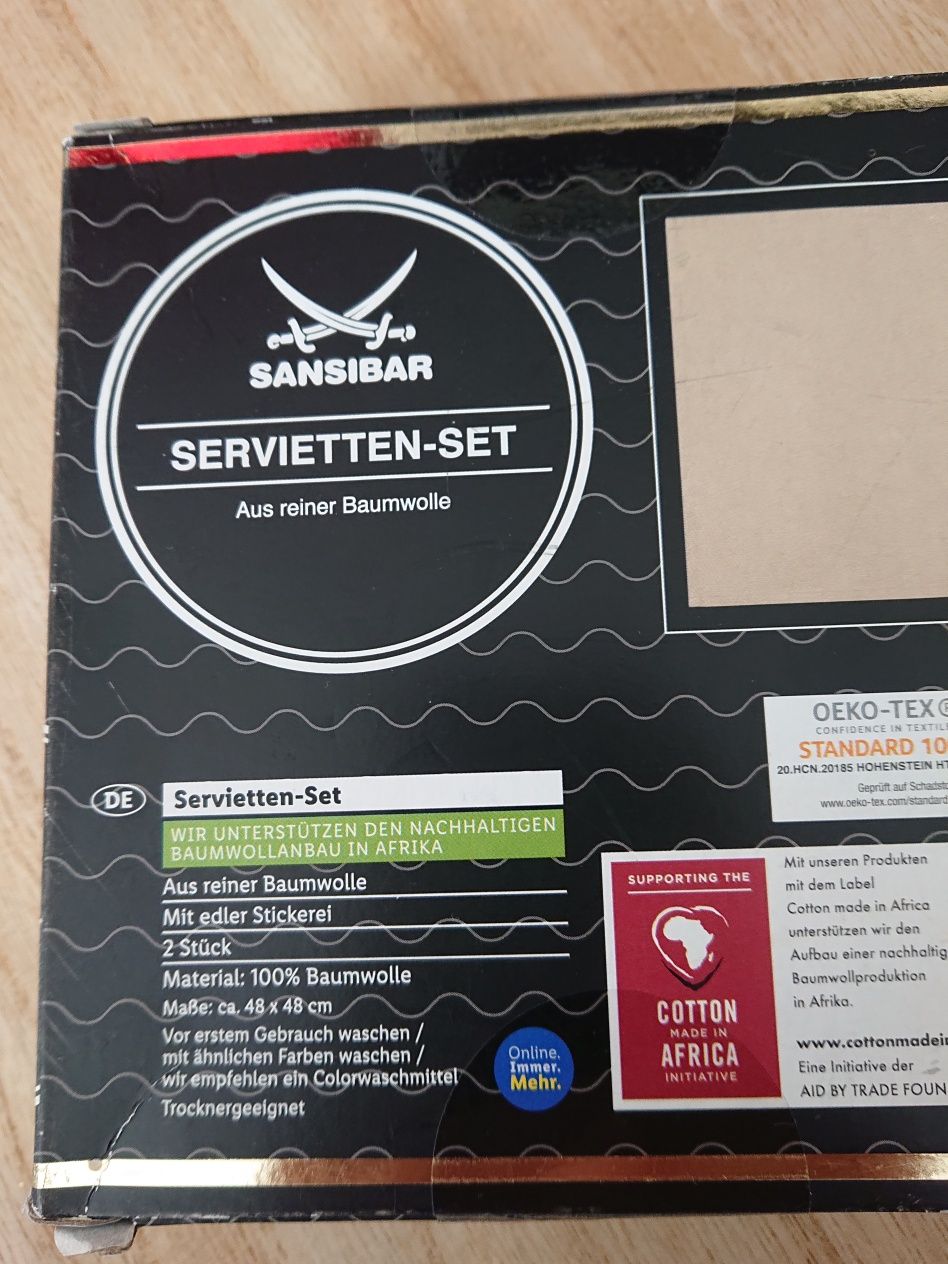 SANSIBAR
SERVIETTEN-SET
Aus reiner Baumwolle
OEKO-TEX®
CONFIDENCE IN TEXTIL
STANDARD 10
20.HCN.20185 HOHENSTEIN HT
Geprüft auf Schadsto
www.oeko-tex.com/standard
DE
Servietten-Set
WIR UNTERSTÜTZEN DEN NACHHALTIGEN
BAUMWOLLANBAU IN AFRIKA
Aus reiner Baumwolle
Mit edler Stickerei
2 Stück
Material: 100% Baumwolle
Maße: ca. 48 x 48 cm
Vor erstem Gebrauch waschen /
mit ähnlichen Farben waschen /
wir empfehlen ein Colorwaschmittel
Trocknergeeignet
Online.
Immer.
Mehr.
SUPPORTING THE
COTTON
MADE IN
AFRICA
INITIATIVE
Mit unseren Produkten
mit dem Label
Cotton made in Africa
unterstützen wir den
Aufbau einer nachhaltig
Baumwollproduktion
in Afrika.
www.cottonmadein
Eine Initiative der
AID BY TRADE FOUN